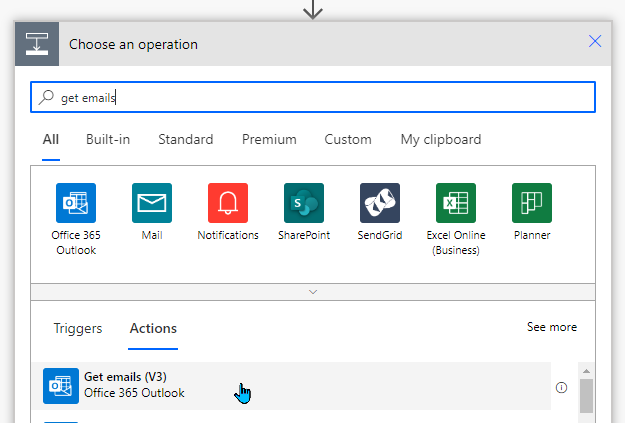 Choose an operation
get emails
All Built-in Standard Premium Custom My clipboard
Office 365 Outlook
Mail
Notifications
SharePoint
SendGrid
Excel Online (Business)
Planner
Triggers Actions See more
Get emails (V3)
Office 365 Outlook